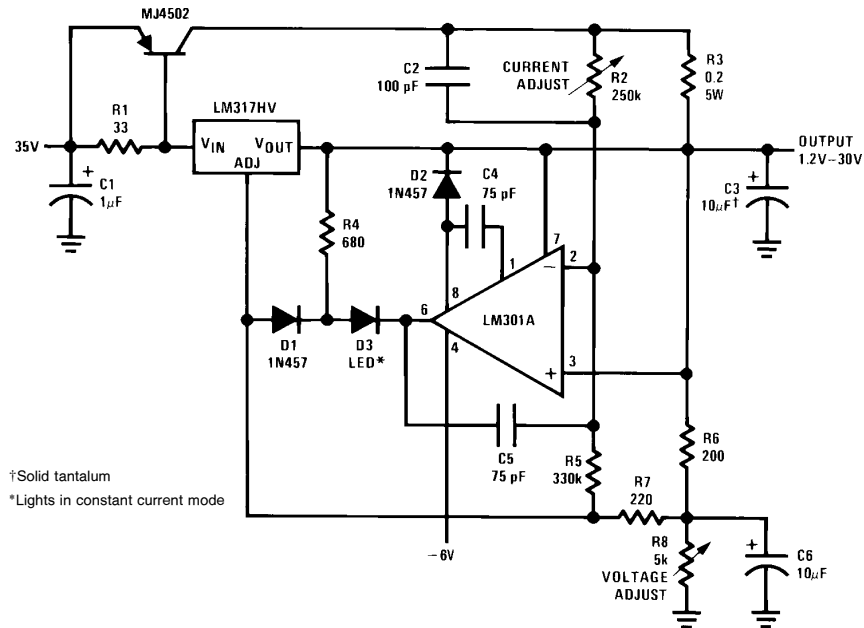 MJ4502
C2
100 pF
CURRENT
ADJUST
R2
250k
R3
0.2
5W
R1
33
LM317HV
35V
VIN
VOUT
ADJ
OUTPUT
1.2V–30V
+
C1
1μF
D2
1N457
C4
75 pF
+
C3
10μF†
R4
680
7
1
−
2
8
6
LM301A
4
+
3
D1
1N457
D3
LED*
C5
75 pF
R5
330k
R6
200
R7
220
†Solid tantalum
*Lights in constant current mode
−6V
R8
5k
VOLTAGE
ADJUST
+
C6
10μF